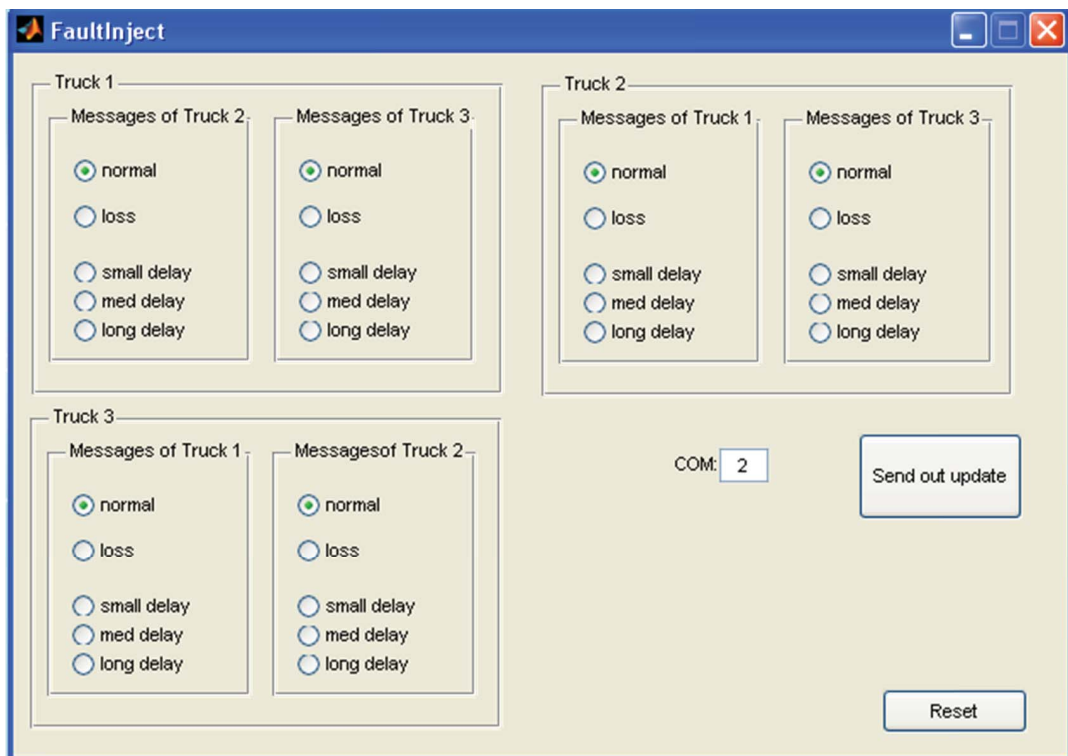 FaultInject
Truck 1
Messages of Truck 2
normal
loss
small delay
med delay
long delay
Messages of Truck 3
normal
loss
small delay
med delay
long delay
Truck 2
Messages of Truck 1
normal
loss
small delay
med delay
long delay
Messages of Truck 3
normal
loss
small delay
med delay
long delay
Truck 3
Messages of Truck 1
normal
loss
small delay
med delay
long delay
Messagesof Truck 2
normal
loss
small delay
med delay
long delay
COM: 2
Send out update
Reset